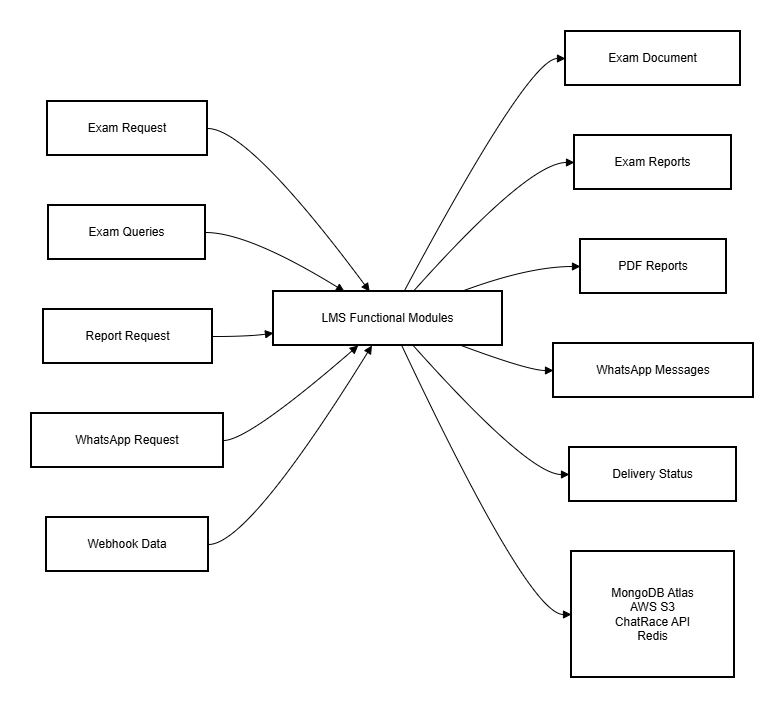 Exam Request
Exam Queries
Report Request
WhatsApp Request
Webhook Data
LMS Functional Modules
Exam Document
Exam Reports
PDF Reports
WhatsApp Messages
Delivery Status
MongoDB Atlas
AWS S3
ChatRace API
Redis